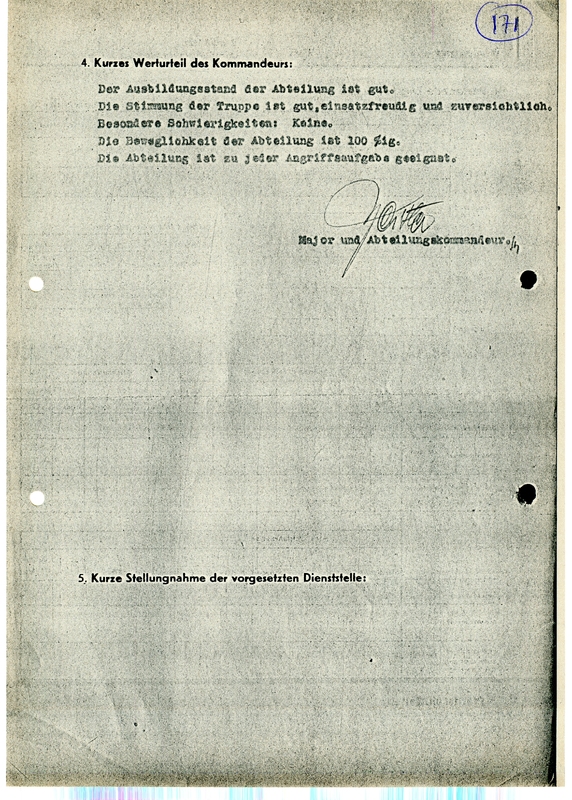 171
4. Kurzes Werturteil des Kommandeurs:
Der Ausbildungsstand der Abteilung ist gut.
Die Stimmung der Truppe ist gut,einsatzfreudig und zuversichtlich.
Besondere Schwierigkeiten: Keine.
Die Beweglichkeit der Abteilung ist 100 %ig.
Die Abteilung ist zu jeder Angriffsaufgabe geeignet.
Major und Abteilungskommandeur.
5. Kurze Stellungnahme der vorgesetzten Dienststelle: